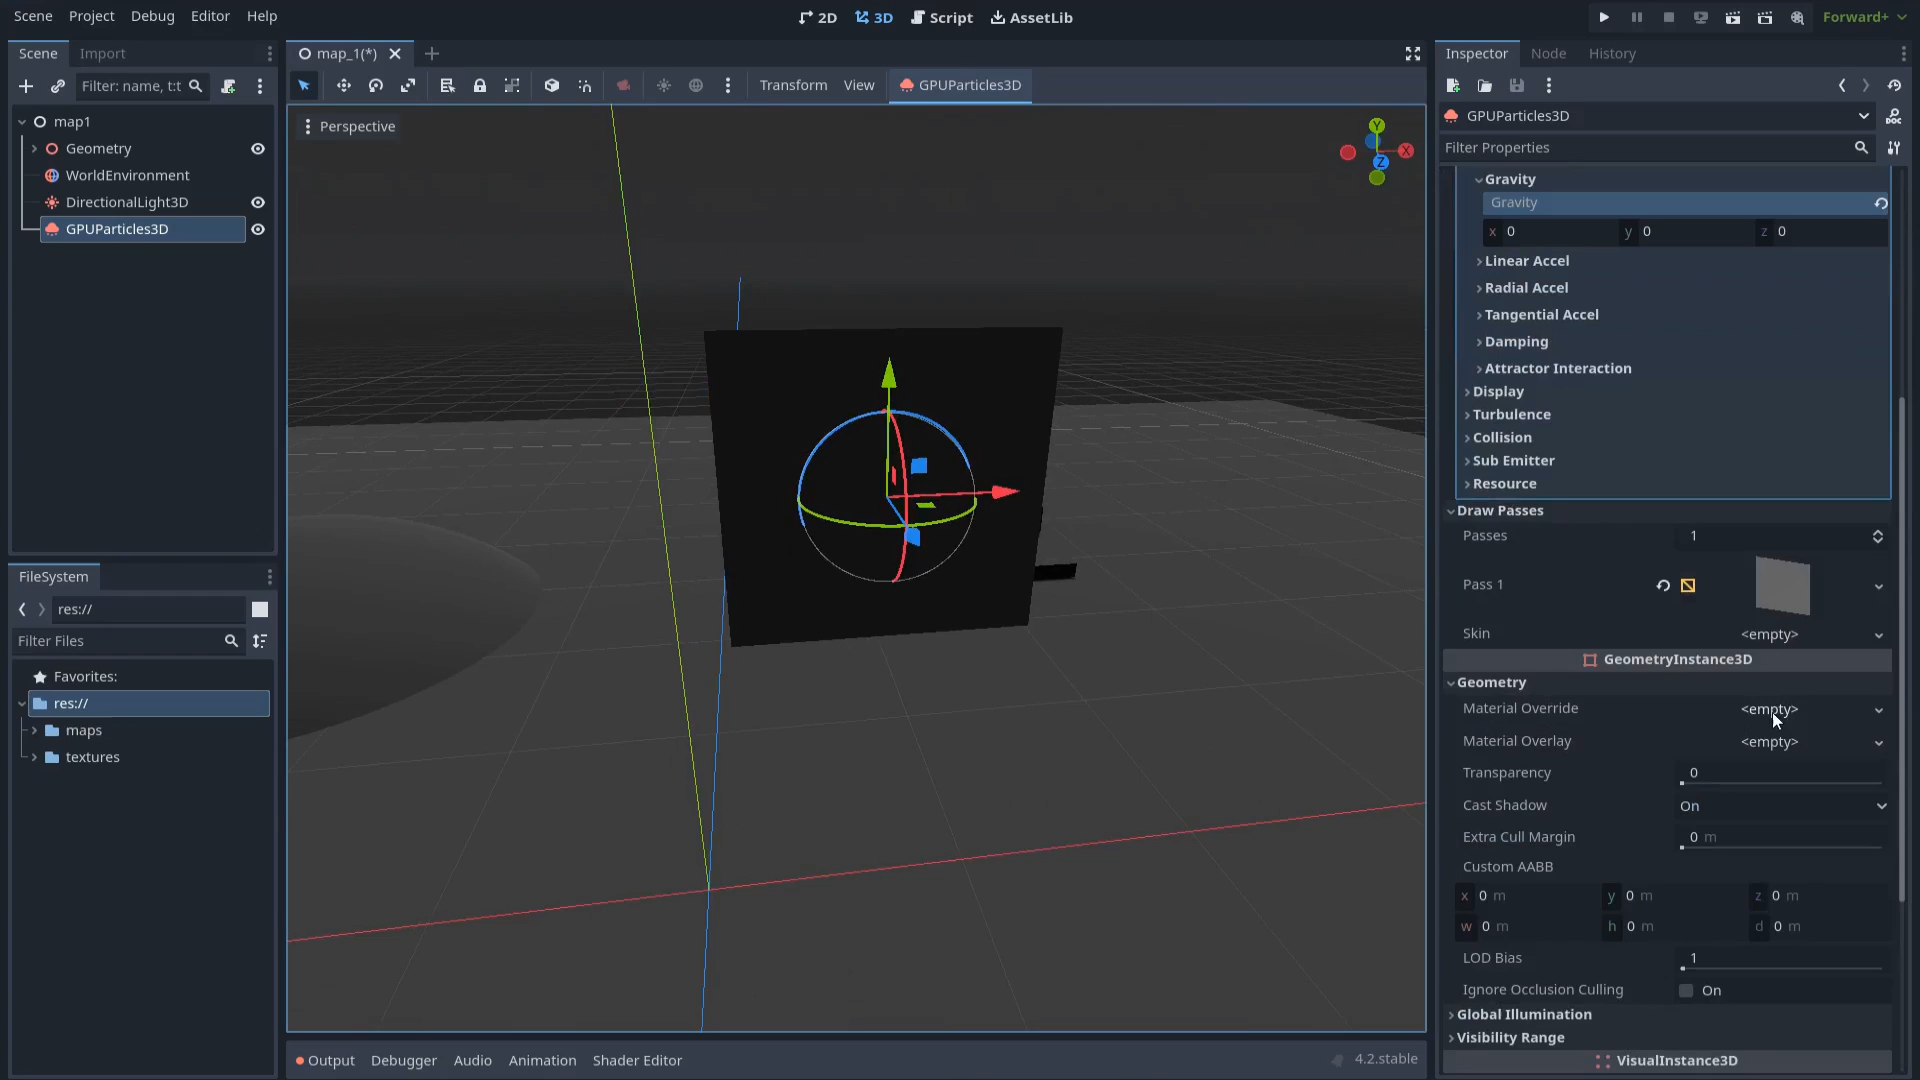 Scene Project Debug Editor Help
2D 3D Script AssetLib
Forward+
Scene Import
Filter: name, t:t
map1
Geometry
WorldEnvironment
DirectionalLight3D
GPUParticles3D
FileSystem
res://
Filter Files
Favorites:
res://
maps
textures
map_1(*)
Transform View GPUParticles3D
Perspective
Y
X
Z
Output Debugger Audio Animation Shader Editor
4.2.stable
Inspector Node History
GPUParticles3D
Filter Properties
Gravity
Gravity
x 0 y 0 z 0
Linear Accel
Radial Accel
Tangential Accel
Damping
Attractor Interaction
Display
Turbulence
Collision
Sub Emitter
Resource
Draw Passes
Passes 1
Pass 1
Skin <empty>
GeometryInstance3D
Geometry
Material Override <empty>
Material Overlay <empty>
Transparency 0
Cast Shadow On
Extra Cull Margin 0 m
Custom AABB
x 0 m y 0 m z 0 m
w 0 m h 0 m d 0 m
LOD Bias 1
Ignore Occlusion Culling On
Global Illumination
Visibility Range
VisualInstance3D